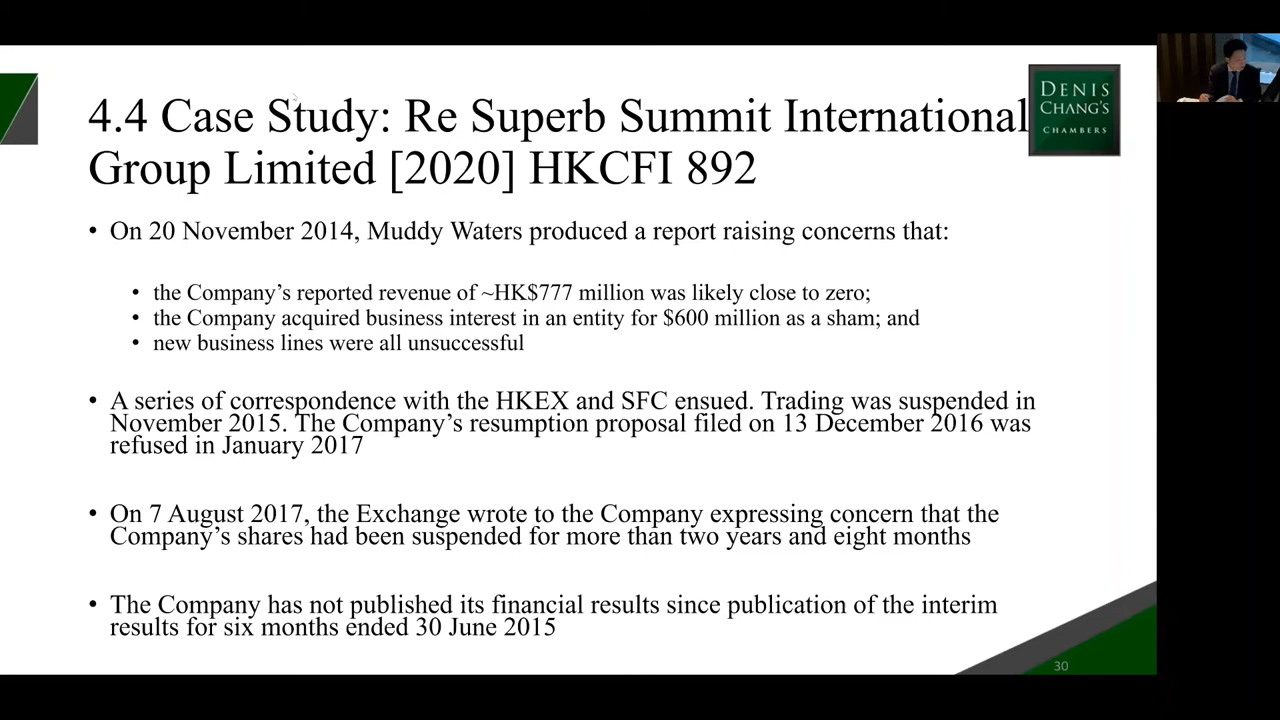 4.4 Case Study: Re Superb Summit International
Group Limited [2020] HKCFI 892
DENIS
CHANG'S
CHAMBERS
• On 20 November 2014, Muddy Waters produced a report raising concerns that:
• the Company's reported revenue of ~HK$777 million was likely close to zero;
• the Company acquired business interest in an entity for $600 million as a sham; and
• new business lines were all unsuccessful
• A series of correspondence with the HKEX and SFC ensued. Trading was suspended in
November 2015. The Company's resumption proposal filed on 13 December 2016 was
refused in January 2017
• On 7 August 2017, the Exchange wrote to the Company expressing concern that the
Company's shares had been suspended for more than two years and eight months
• The Company has not published its financial results since publication of the interim
results for six months ended 30 June 2015
30